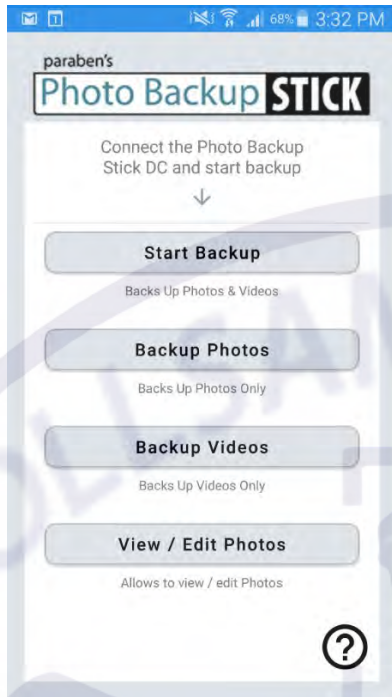 68% 3:32 PM
paraben's
Photo Backup STICK
Connect the Photo Backup
Stick DC and start backup
Start Backup
Backs Up Photos & Videos
Backup Photos
Backs Up Photos Only
Backup Videos
Backs Up Videos Only
View / Edit Photos
Allows to view / edit Photos
?